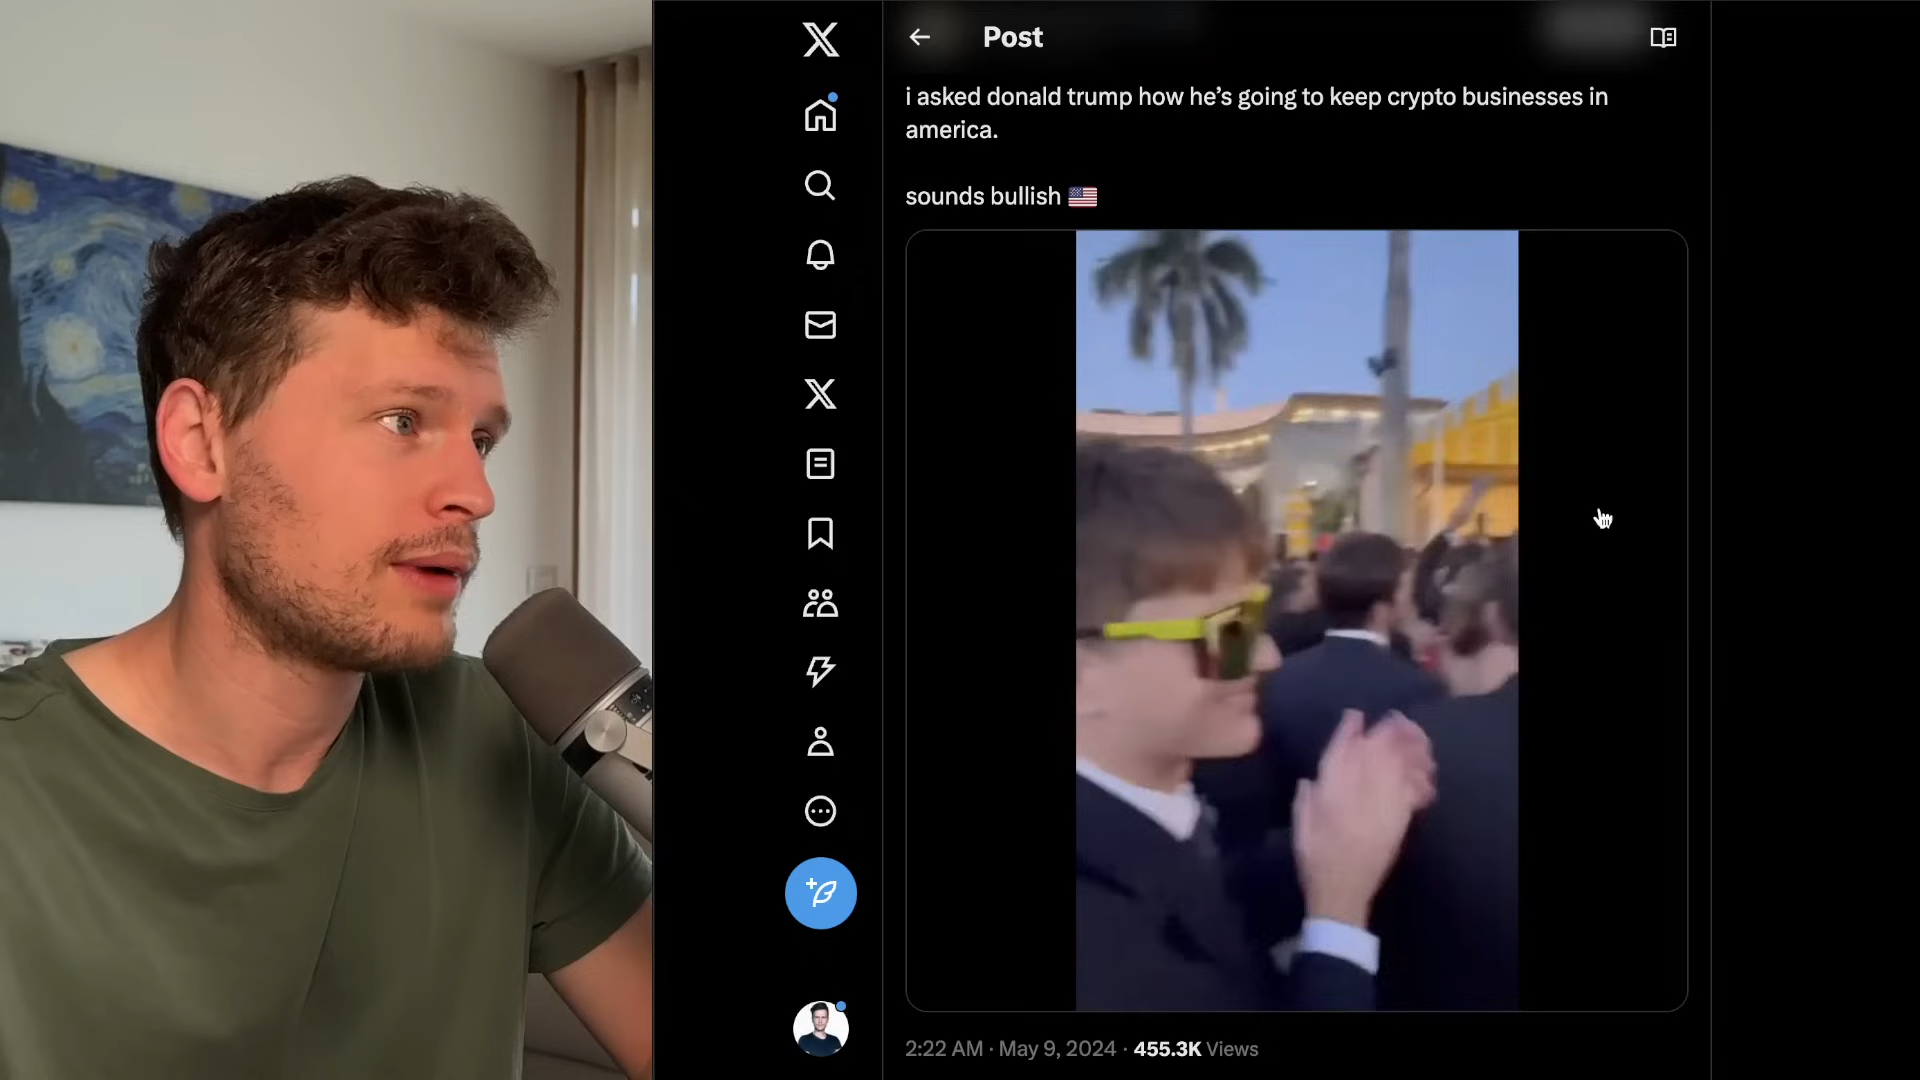 Post
i asked donald trump how he’s going to keep crypto businesses in
america.
sounds bullish 🇺🇸
2:22 AM · May 9, 2024 · 455.3K Views